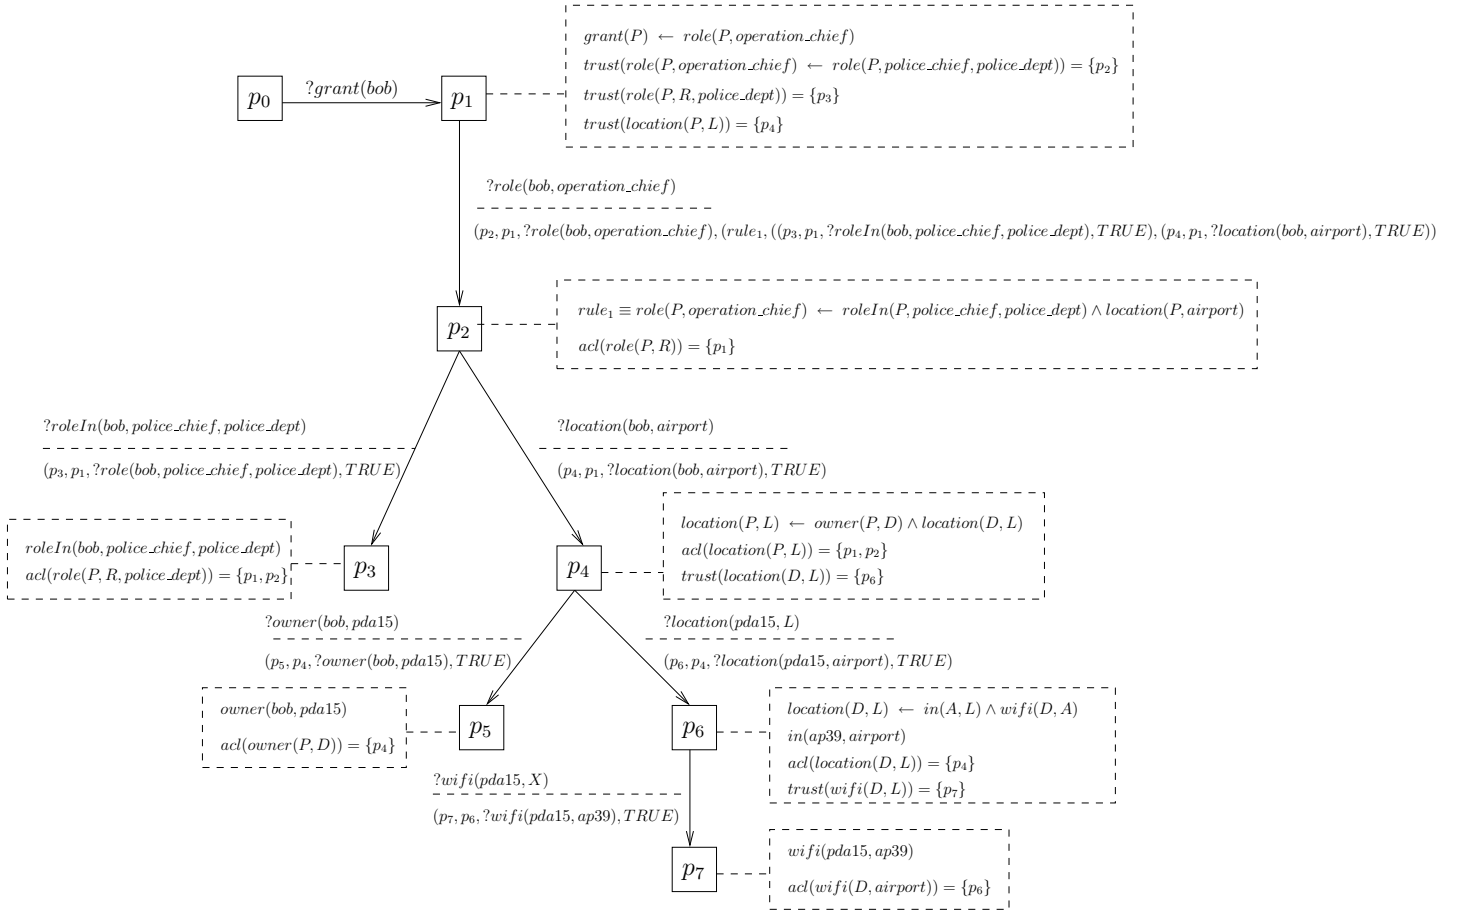 grant(P) ← role(P, operation_chief)
trust(role(P, operation_chief) ← role(P, police_chief, police_dept)) = {p₂}
trust(role(P, R, police_dept)) = {p₃}
trust(location(P, L)) = {p₄}
p₀
?grant(bob)
p₁
?role(bob, operation_chief)
(p₂, p₁, ?role(bob, operation_chief), (rule₁, ((p₃, p₁, ?roleIn(bob, police_chief, police_dept), TRUE), (p₄, p₁, ?location(bob, airport), TRUE))
p₂
rule₁ ≡ role(P, operation_chief) ← roleIn(P, police_chief, police_dept) ∧ location(P, airport)
acl(role(P, R)) = {p₁}
?roleIn(bob, police_chief, police_dept)
(p₃, p₁, ?role(bob, police_chief, police_dept), TRUE)
?location(bob, airport)
(p₄, p₁, ?location(bob, airport), TRUE)
roleIn(bob, police_chief, police_dept)
acl(role(P, R, police_dept)) = {p₁, p₂}
p₃
p₄
location(P, L) ← owner(P, D) ∧ location(D, L)
acl(location(P, L)) = {p₁, p₂}
trust(location(D, L)) = {p₆}
?owner(bob, pda15)
(p₅, p₄, ?owner(bob, pda15), TRUE)
?location(pda15, L)
(p₆, p₄, ?location(pda15, airport), TRUE)
owner(bob, pda15)
acl(owner(P, D)) = {p₄}
p₅
p₆
location(D, L) ← in(A, L) ∧ wifi(D, A)
in(ap39, airport)
acl(location(D, L)) = {p₄}
trust(wifi(D, L)) = {p₇}
?wifi(pda15, X)
(p₇, p₆, ?wifi(pda15, ap39), TRUE)
p₇
wifi(pda15, ap39)
acl(wifi(D, airport)) = {p₆}